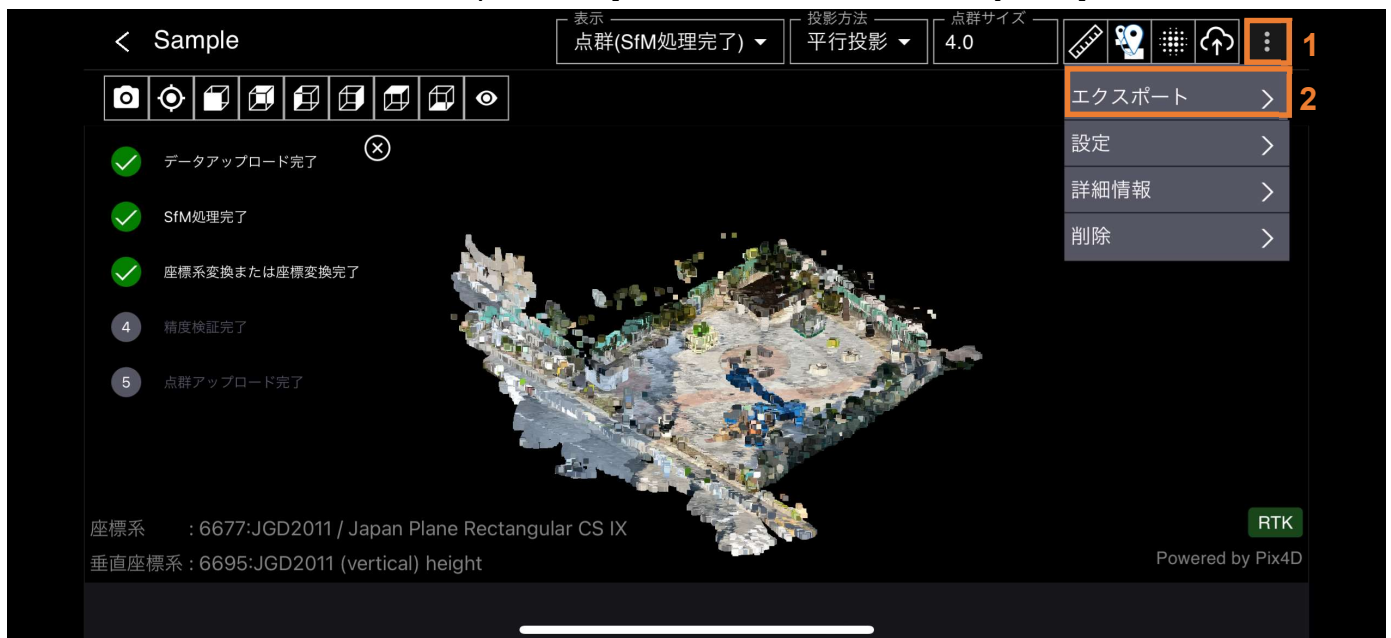 Sample
表示
点群(SfM処理完了)
投影方法
平行投影
点群サイズ
4.0
1
エクスポート
2
設定
詳細情報
削除
データアップロード完了
SfM処理完了
座標系変換または座標変換完了
4 精度検証完了
5 点群アップロード完了
座標系 : 6677:JGD2011 / Japan Plane Rectangular CS IX
垂直座標系 : 6695:JGD2011 (vertical) height
RTK
Powered by Pix4D